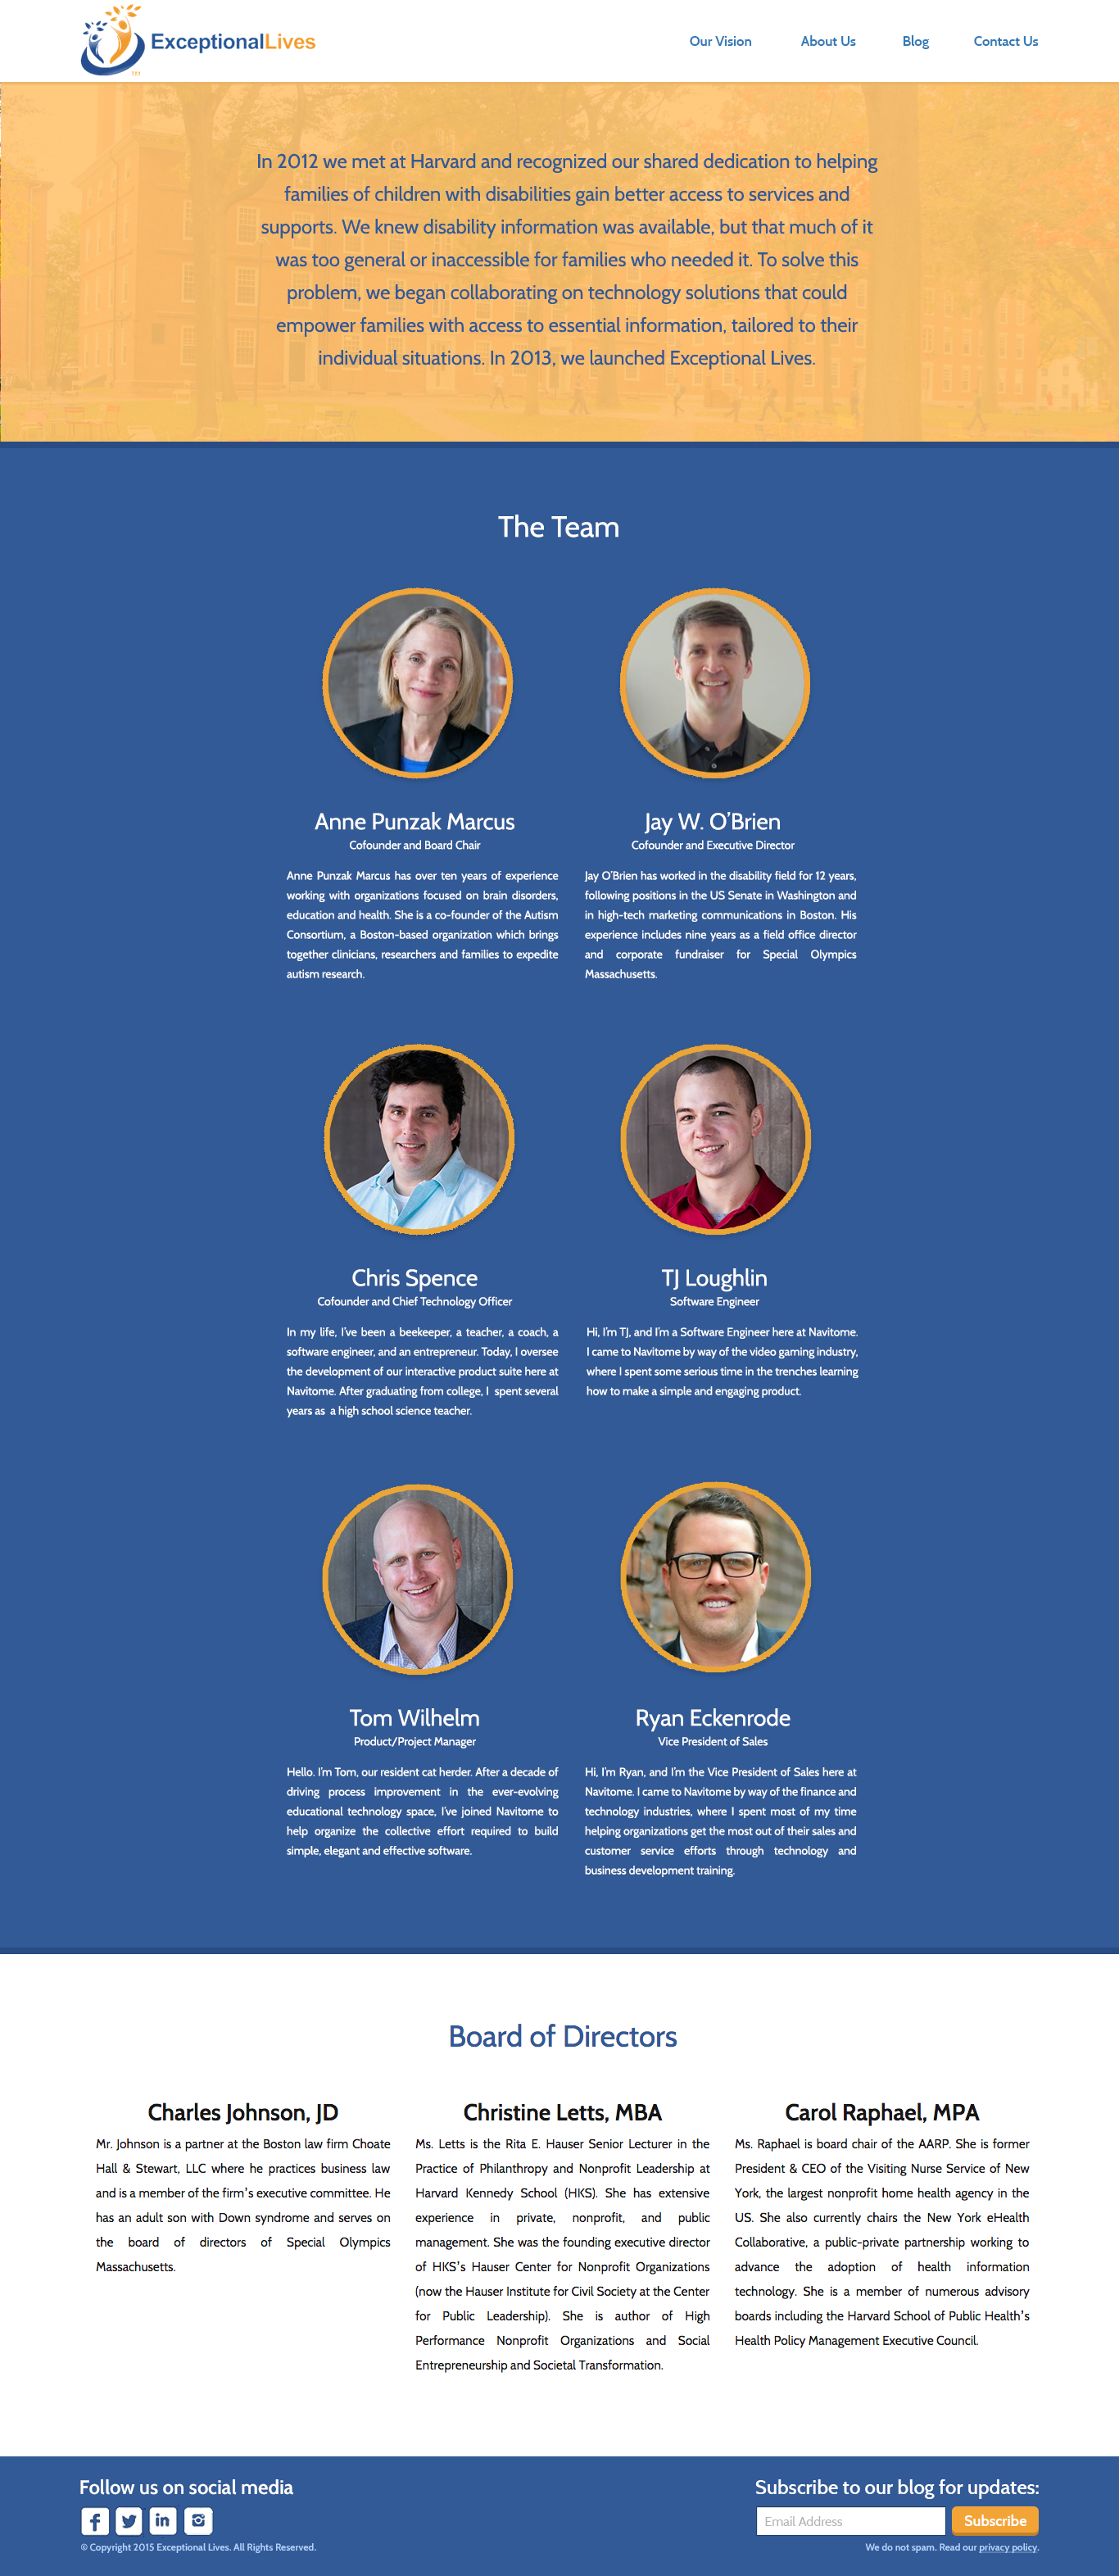 ExceptionalLives
TM
Our Vision
About Us
Blog
Contact Us
In 2012 we met at Harvard and recognized our shared dedication to helping
families of children with disabilities gain better access to services and
supports. We knew disability information was available, but that much of it
was too general or inaccessible for families who needed it. To solve this
problem, we began collaborating on technology solutions that could
empower families with access to essential information, tailored to their
individual situations. In 2013, we launched Exceptional Lives.
The Team
Anne Punzak Marcus
Cofounder and Board Chair
Anne Punzak Marcus has over ten years of experience
working with organizations focused on brain disorders,
education and health. She is a co-founder of the Autism
Consortium, a Boston-based organization which brings
together clinicians, researchers and families to expedite
autism research.
Jay W. O'Brien
Cofounder and Executive Director
Jay O'Brien has worked in the disability field for 12 years,
following positions in the US Senate in Washington and
in high-tech marketing communications in Boston. His
experience includes nine years as a field office director
and corporate fundraiser for Special Olympics
Massachusetts.
Chris Spence
Cofounder and Chief Technology Officer
In my life, I've been a beekeeper, a teacher, a coach, a
software engineer, and an entrepreneur. Today, I oversee
the development of our interactive product suite here at
Navitome. After graduating from college, I spent several
years as a high school science teacher.
TJ Loughlin
Software Engineer
Hi, I'm TJ, and I'm a Software Engineer here at Navitome.
I came to Navitome by way of the video gaming industry,
where I spent some serious time in the trenches learning
how to make a simple and engaging product.
Tom Wilhelm
Product/Project Manager
Hello. I'm Tom, our resident cat herder. After a decade of
driving process improvement in the ever-evolving
educational technology space, I've joined Navitome to
help organize the collective effort required to build
simple, elegant and effective software.
Ryan Eckenrode
Vice President of Sales
Hi, I'm Ryan, and I'm the Vice President of Sales here at
Navitome. I came to Navitome by way of the finance and
technology industries, where I spent most of my time
helping organizations get the most out of their sales and
customer service efforts through technology and
business development training.
Board of Directors
Charles Johnson, JD
Mr. Johnson is a partner at the Boston law firm Choate
Hall & Stewart, LLC where he practices business law
and is a member of the firm's executive committee. He
has an adult son with Down syndrome and serves on
the board of directors of Special Olympics
Massachusetts.
Christine Letts, MBA
Ms. Letts is the Rita E. Hauser Senior Lecturer in the
Practice of Philanthropy and Nonprofit Leadership at
Harvard Kennedy School (HKS). She has extensive
experience in private, nonprofit, and public
management. She was the founding executive director
of HKS's Hauser Center for Nonprofit Organizations
(now the Hauser Institute for Civil Society at the Center
for Public Leadership). She is author of High
Performance Nonprofit Organizations and Social
Entrepreneurship and Societal Transformation.
Carol Raphael, MPA
Ms. Raphael is board chair of the AARP. She is former
President & CEO of the Visiting Nurse Service of New
York, the largest nonprofit home health agency in the
US. She also currently chairs the New York eHealth
Collaborative, a public-private partnership working to
advance the adoption of health information
technology. She is a member of numerous advisory
boards including the Harvard School of Public Health's
Health Policy Management Executive Council.
Follow us on social media
© Copyright 2015 Exceptional Lives. All Rights Reserved.
Subscribe to our blog for updates:
Email Address
Subscribe
We do not spam. Read our privacy policy.